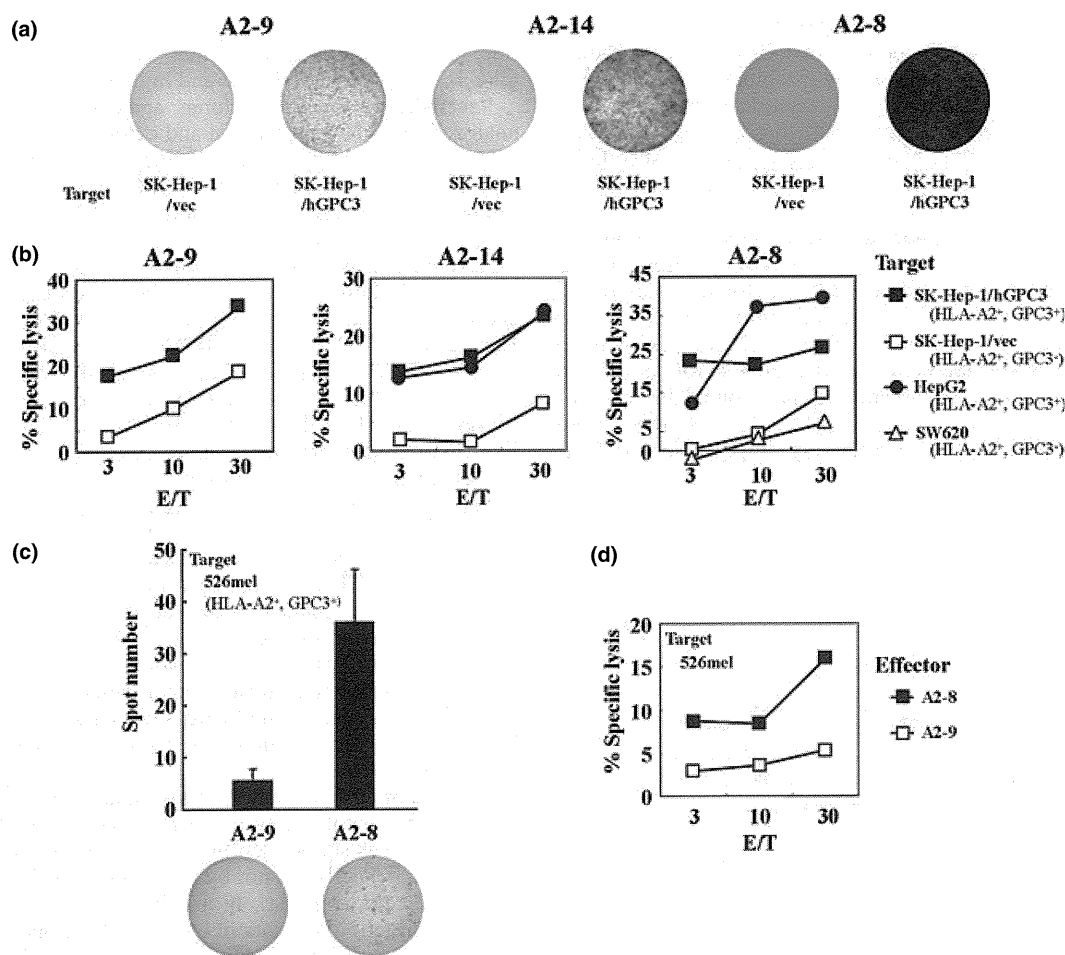 (a)
A2-9 A2-14 A2-8
Target
SK-Hep-1
/vec
SK-Hep-1
/hGPC3
SK-Hep-1
/vec
SK-Hep-1
/hGPC3
SK-Hep-1
/vec
SK-Hep-1
/hGPC3
(b)
A2-9
% Specific lysis
40
30
20
10
0
3 10 30
E/T
A2-14
% Specific lysis
30
20
10
0
3 10 30
E/T
A2-8
% Specific lysis
45
35
25
15
5
0
3 10 30
E/T
Target
SK-Hep-1/hGPC3
(HLA-A2⁺, GPC3⁺)
SK-Hep-1/vec
(HLA-A2⁺,
HepG2
(HLA-A2⁺, GPC3⁺)
SW620
(HLA-A2⁺,
(c)
Spot number
50
40
30
20
10
0
Target
526mel
(HLA-A2⁺, GPC3⁺)
A2-9 A2-8
(d)
% Specific lysis
20
15
10
5
0
Target
526mel
3 10 30
E/T
Effector
A2-8
A2-9